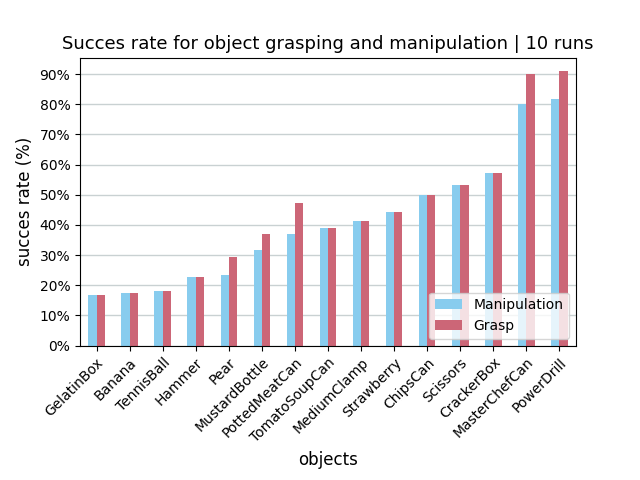 Succes rate for object grasping and manipulation | 10 runs
succes rate (%)
90%
80%
70%
60%
50%
40%
30%
20%
10%
0%
Manipulation
Grasp
GelatinBox
Banana
TennisBall
Hammer
Pear
MustardBottle
PottedMeatCan
TomatoSoupCan
MediumClamp
Strawberry
ChipsCan
Scissors
CrackerBox
MasterChefCan
PowerDrill
objects